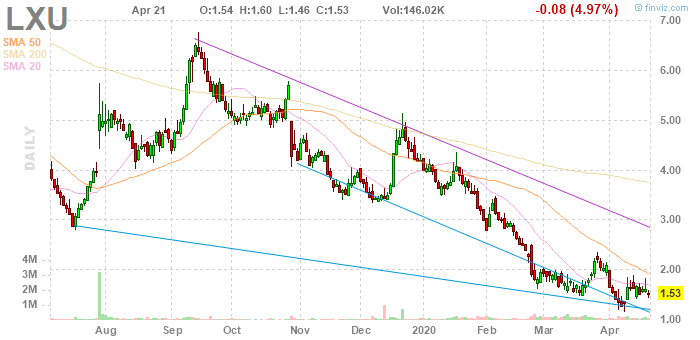 LXU Apr 21 O:1.54 H:1.60 L:1.46 C:1.53 Vol:146.02K -0.08 (4.97%) © finviz.com
SMA 50
SMA 200
SMA 20
DAILY
7.00
6.00
5.00
4.00
3.00
2.00
1.53
1.00
4M
3M
2M
1M
Aug Sep Oct Nov Dec 2020 Feb Mar Apr